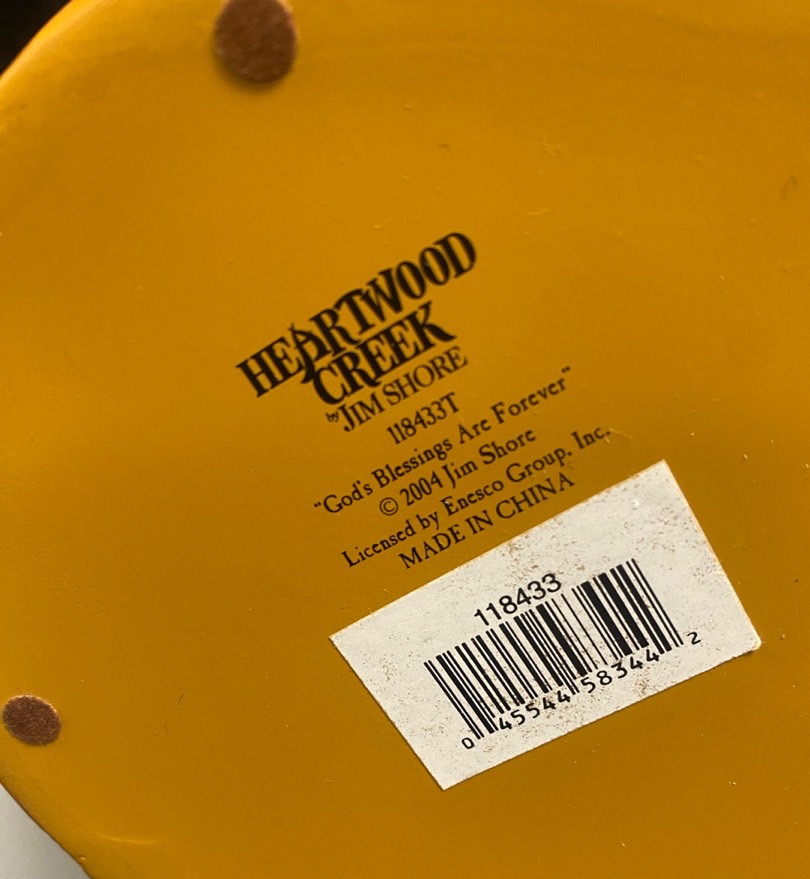 HEARTWOOD
CREEK
by JIM SHORE
118433T
"God's Blessings Are Forever"
© 2004 Jim Shore
Licensed by Enesco Group, Inc.
MADE IN CHINA
118433
0 45544 58344 2